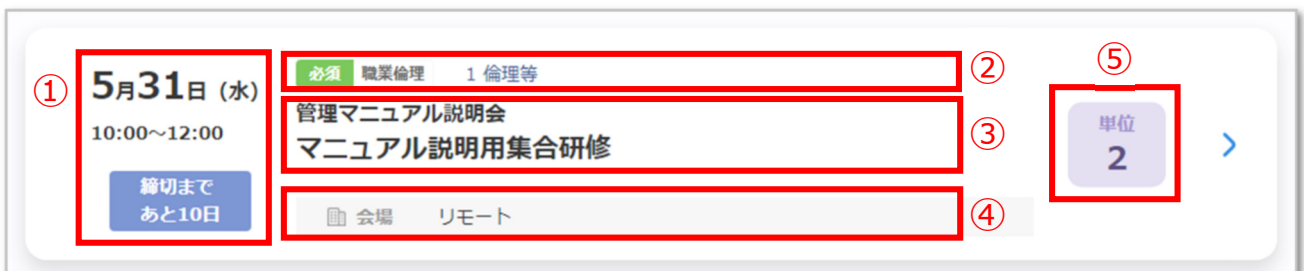 ①
5月31日（水）
10:00～12:00
締切まで
あと10日
必須 職業倫理 1 倫理等
②
管理マニュアル説明会
マニュアル説明用集合研修
③
会場 リモート
④
⑤
単位
2